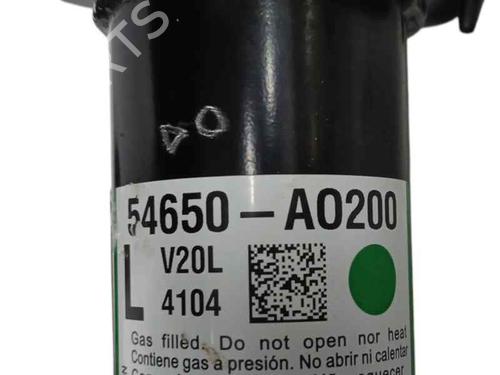 54650-AO200
L V20L
4104
Gas filled. Do not open nor heat
Contiene gas a presión. No abrir ni calentar